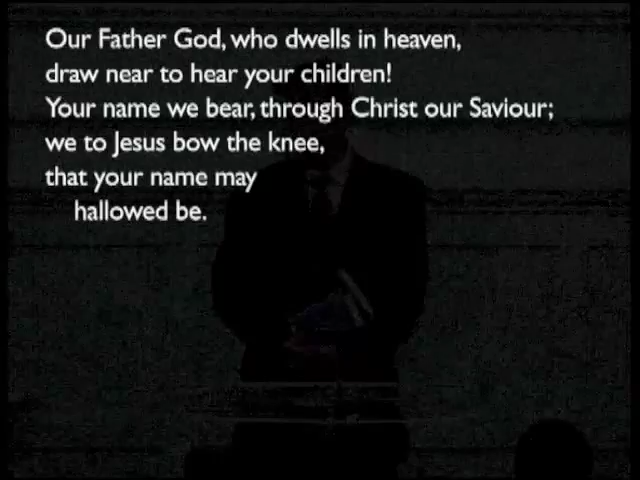 Our Father God, who dwells in heaven,
draw near to hear your children!
Your name we bear, through Christ our Saviour;
we to Jesus bow the knee,
that your name may
hallowed be.